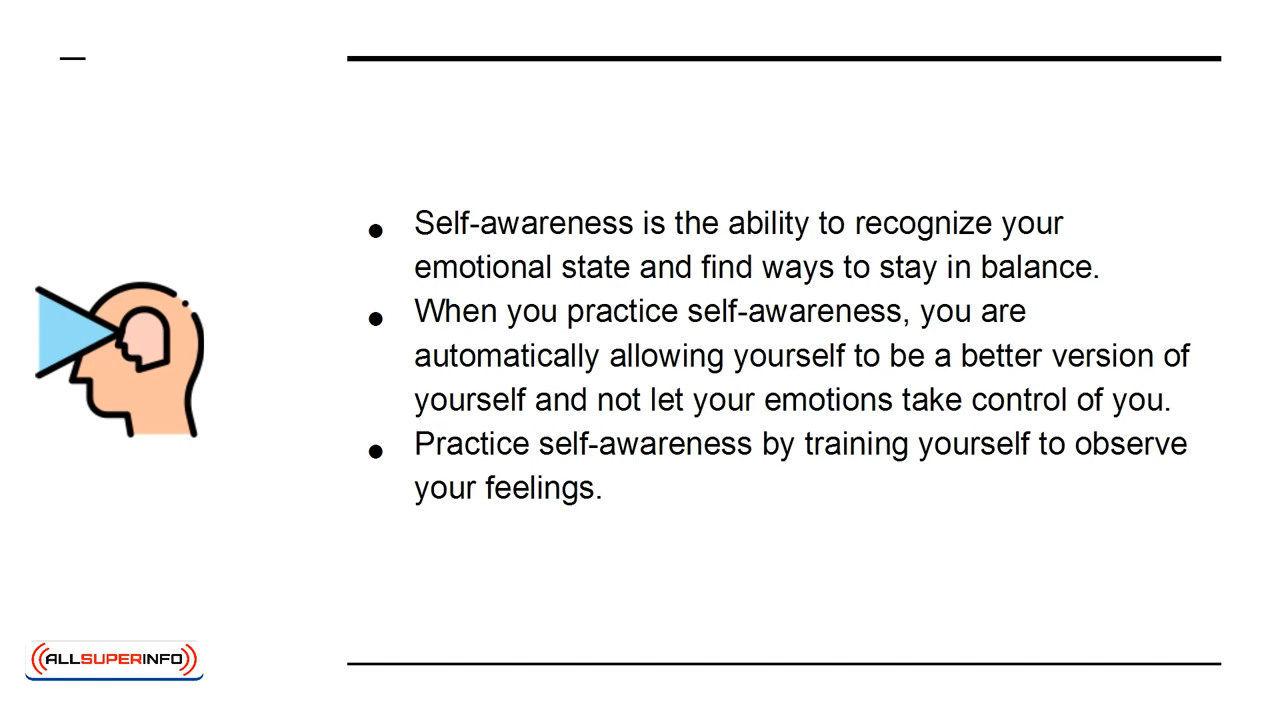 ● Self-awareness is the ability to recognize your
emotional state and find ways to stay in balance.
● When you practice self-awareness, you are
automatically allowing yourself to be a better version of
yourself and not let your emotions take control of you.
● Practice self-awareness by training yourself to observe
your feelings.
ALLSUPERINFO